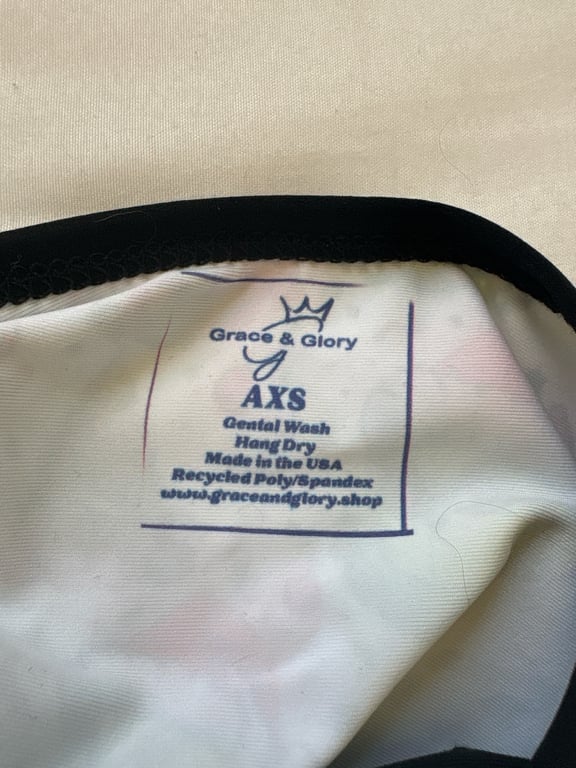 Grace & Glory
AXS
Gental Wash
Hang Dry
Made in the USA
Recycled Poly/Spandex
www.graceandglory.shop